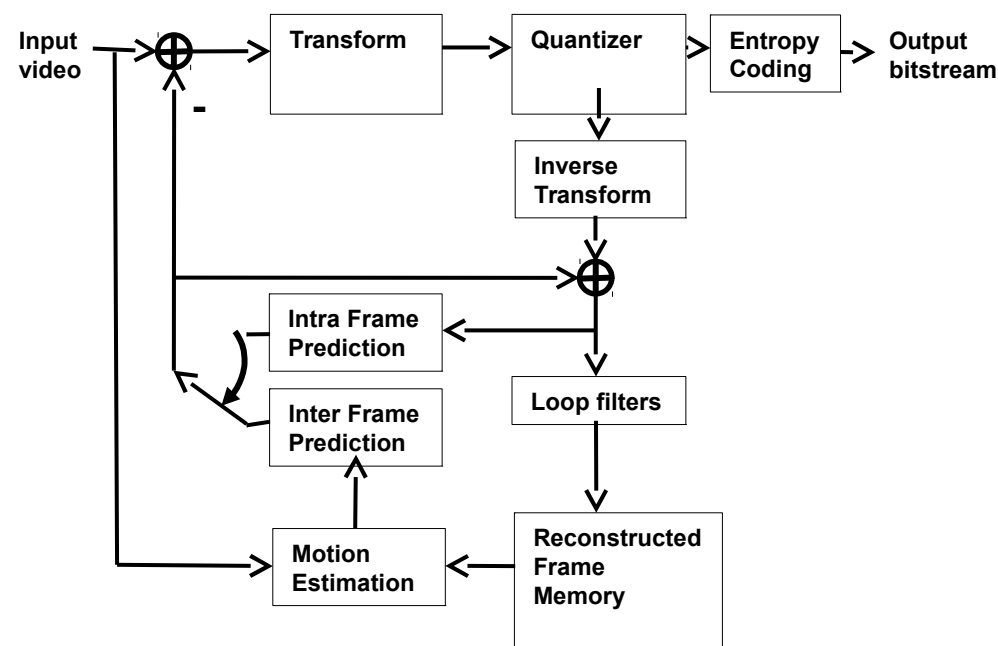 Input
video
Transform
Quantizer
Entropy
Coding
Output
bitstream
-
Inverse
Transform
Intra Frame
Prediction
Loop filters
Inter Frame
Prediction
Motion
Estimation
Reconstructed
Frame
Memory